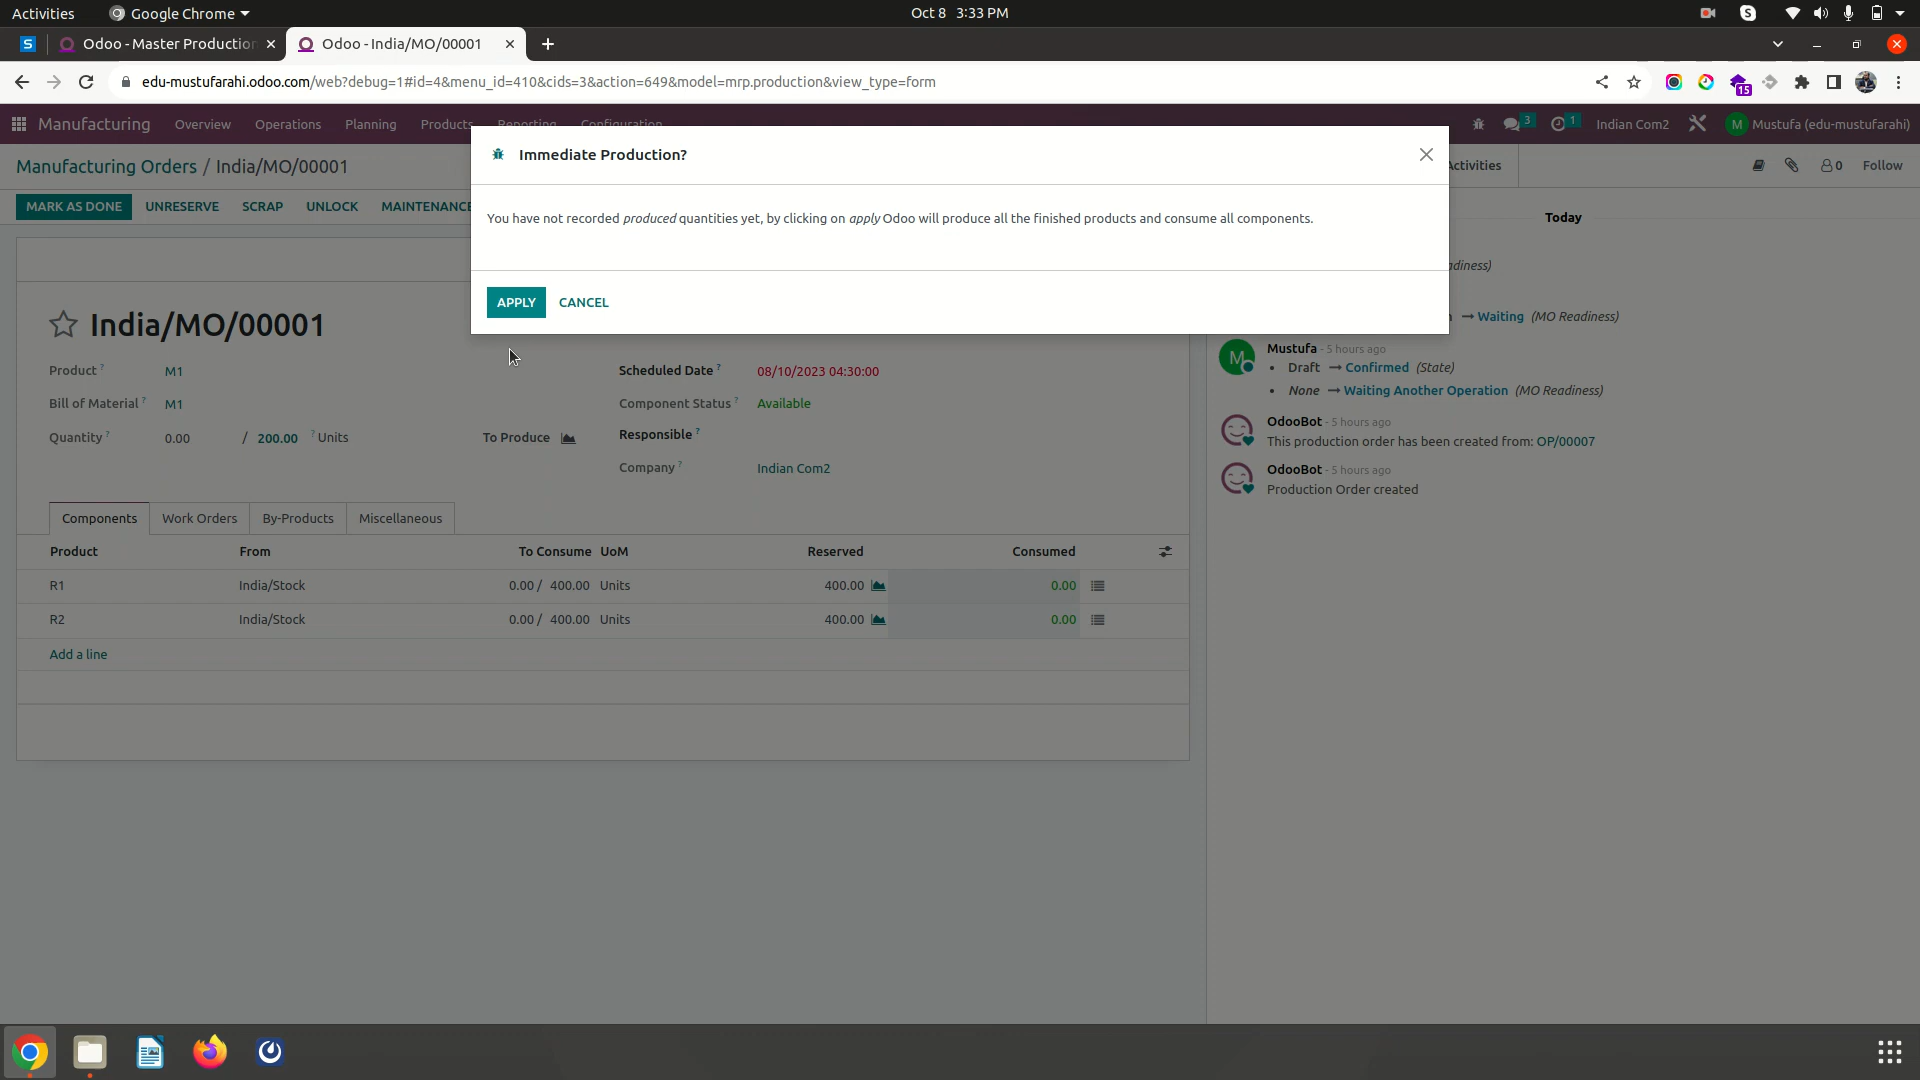 Activities
Google Chrome
Oct 8 3:33 PM
S
S
Odoo - Master Production
Odoo - India/MO/00001
edu-mustufarahi.odoo.com/web?debug=1#id=4&menu_id=410&cids=3&action=649&model=mrp.production&view_type=form
15
Manufacturing
Overview
Operations
Planning
Products
Reporting
Configuration
3
1
Indian Com2
M
Mustufa (edu-mustufarahi)
Manufacturing Orders / India/MO/00001
Activities
0
Follow
MARK AS DONE
UNRESERVE
SCRAP
UNLOCK
MAINTENANCE
Immediate Production?
You have not recorded produced quantities yet, by clicking on apply Odoo will produce all the finished products and consume all components.
APPLY
CANCEL
India/MO/00001
Product ?
M1
Bill of Material ?
M1
Quantity ?
0.00 / 200.00 ? Units
To Produce
Scheduled Date ?
08/10/2023 04:30:00
Component Status ?
Available
Responsible ?
Company ?
Indian Com2
Components
Work Orders
By-Products
Miscellaneous
Product
From
To Consume
UoM
Reserved
Consumed
R1
India/Stock
0.00 / 400.00
Units
400.00
0.00
R2
India/Stock
0.00 / 400.00
Units
400.00
0.00
Add a line
Today
→ Waiting (MO Readiness)
M
Mustufa - 5 hours ago
• Draft → Confirmed (State)
• None → Waiting Another Operation (MO Readiness)
OdooBot - 5 hours ago
This production order has been created from: OP/00007
OdooBot - 5 hours ago
Production Order created